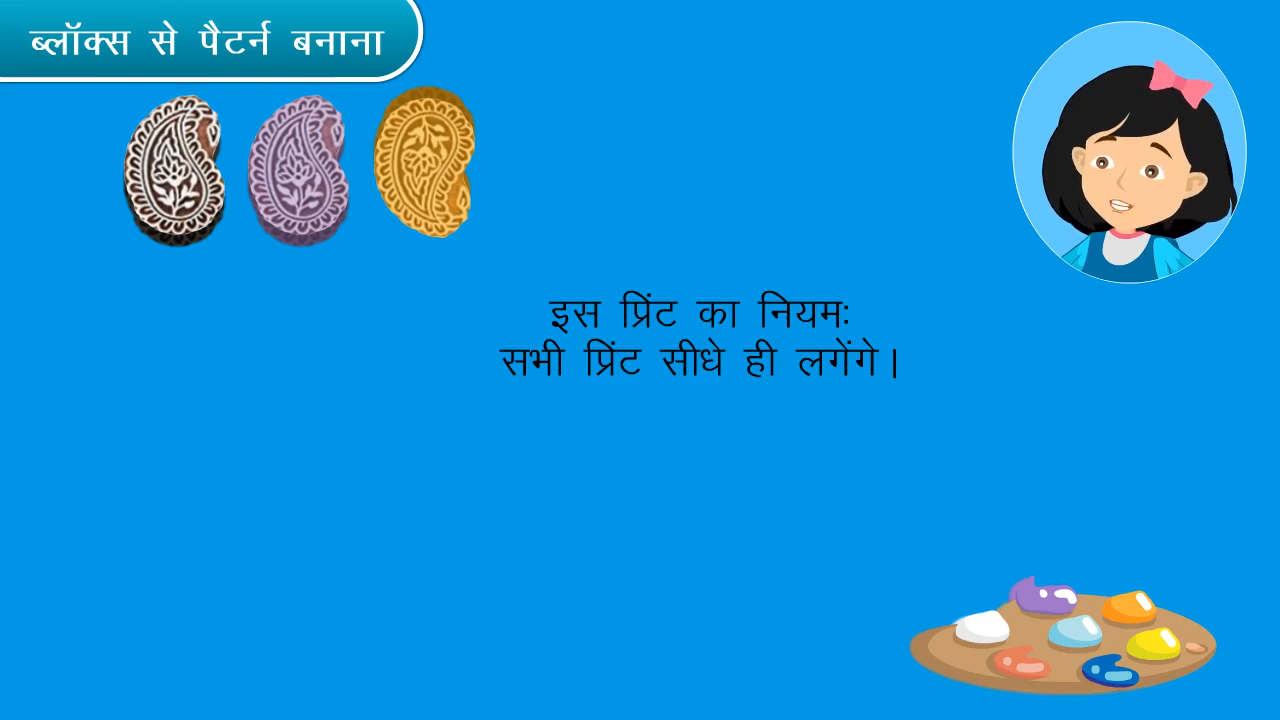 ब्लॉक्स से पैटर्न बनाना
इस प्रिंट का नियमः
सभी प्रिंट सीधे ही लगेंगे।